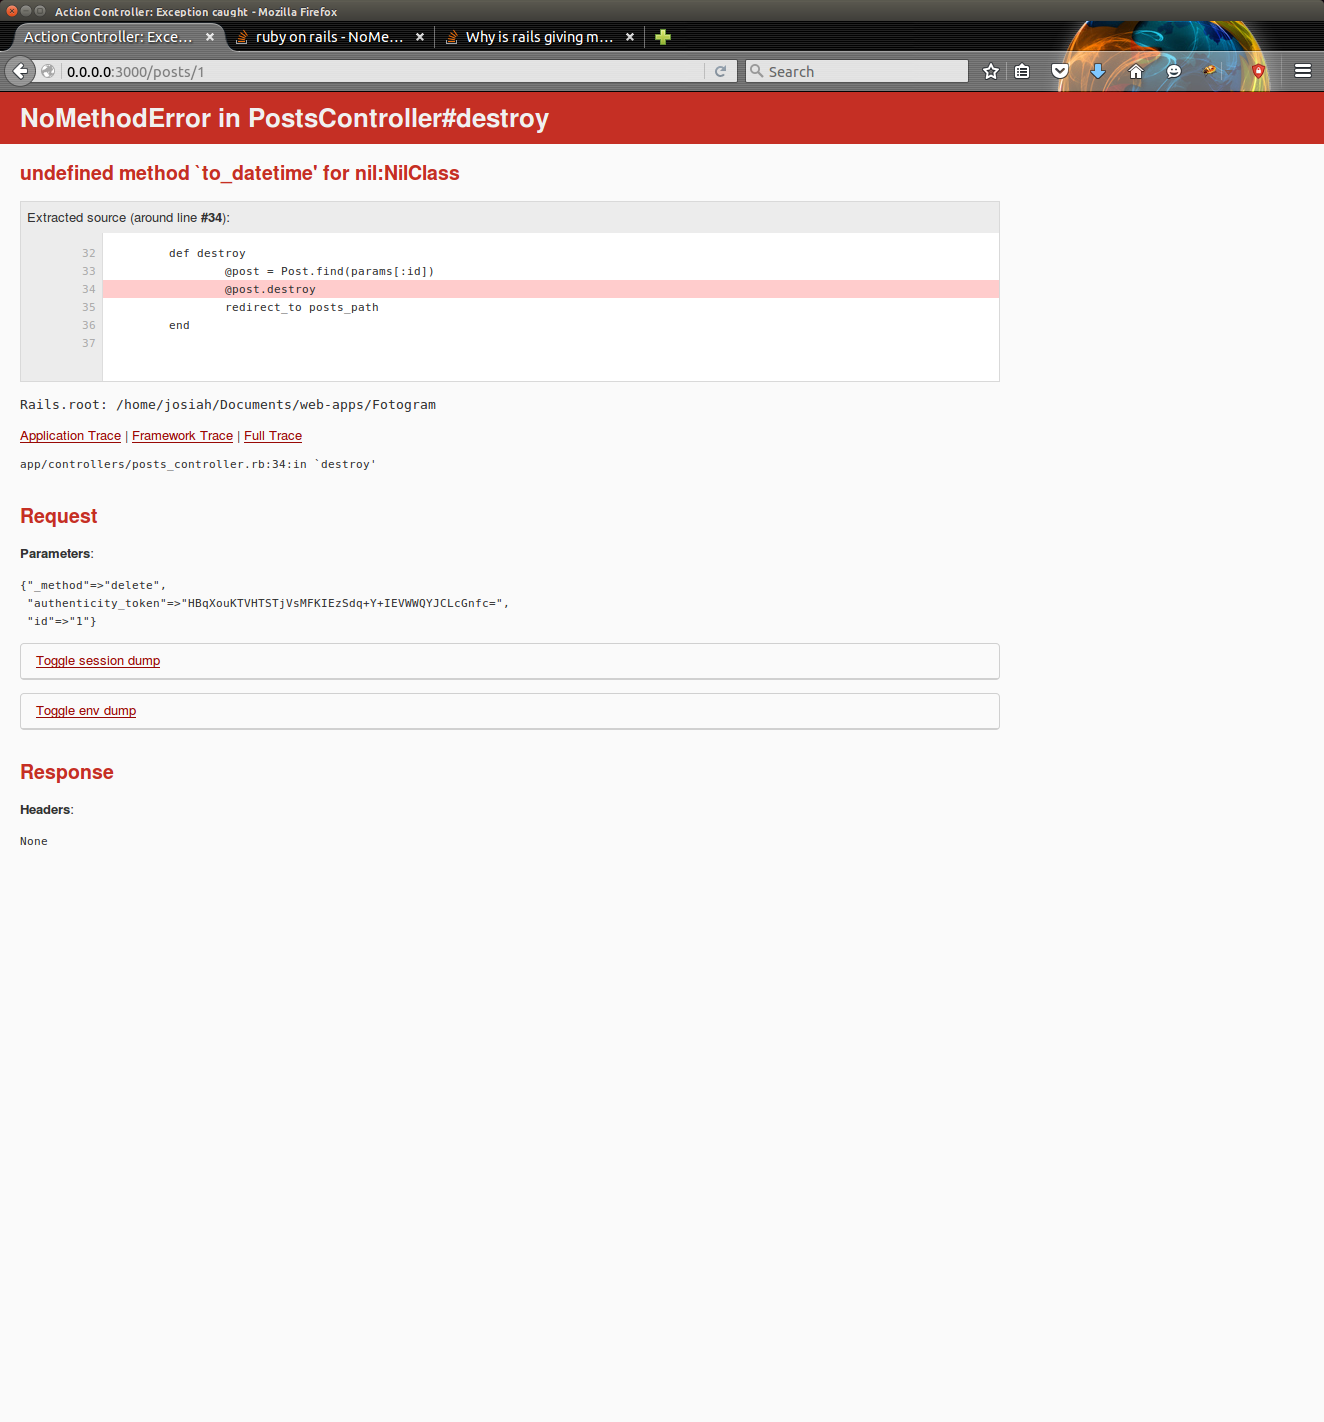 Action Controller: Exception caught - Mozilla Firefox
Action Controller: Exce...
ruby on rails - NoMe...
Why is rails giving m...
0.0.0.0:3000/posts/1
Search
NoMethodError in PostsController#destroy
undefined method `to_datetime' for nil:NilClass
Extracted source (around line #34):
32 def destroy
33 @post = Post.find(params[:id])
34 @post.destroy
35 redirect_to posts_path
36 end
37
Rails.root: /home/josiah/Documents/web-apps/Fotogram
Application Trace | Framework Trace | Full Trace
app/controllers/posts_controller.rb:34:in `destroy'
Request
Parameters:
{"_method"=>"delete",
"authenticity_token"=>"HBqXouKTVHTSTjVsMFKIEzSdq+Y+IEVWWQYJCLcGnfc=",
"id"=>"1"}
Toggle session dump
Toggle env dump
Response
Headers:
None